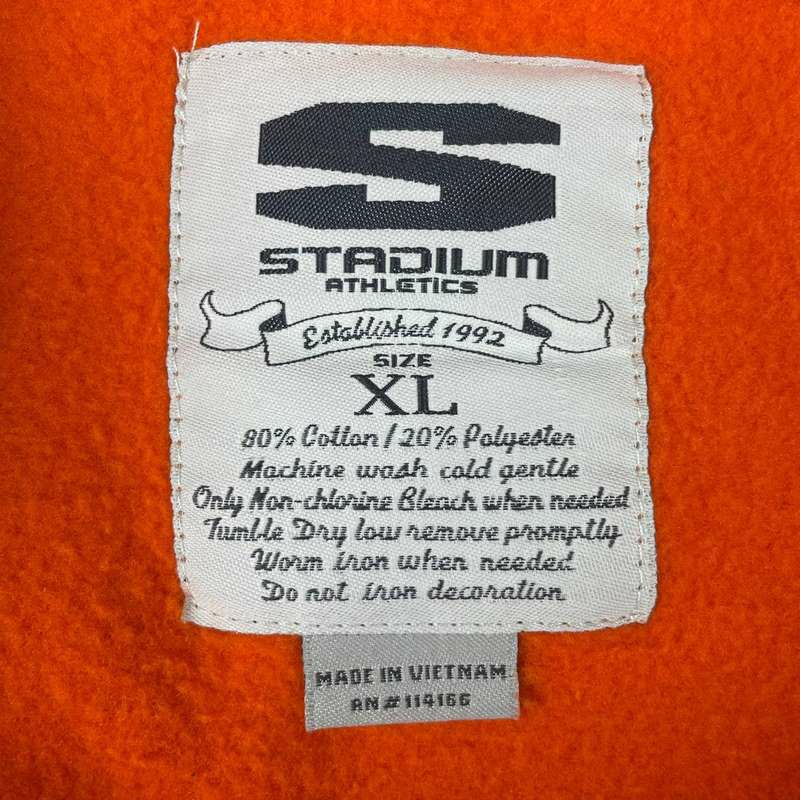 S
STADIUM
ATHLETICS
Established 1992
SIZE
XL
80% Cotton / 20% Polyester
Machine wash cold gentle
Only Non-chlorine Bleach when needed
Tumble Dry low remove promptly
Worm iron when needed
Do not iron decoration
MADE IN VIETNAM
AN # 114166